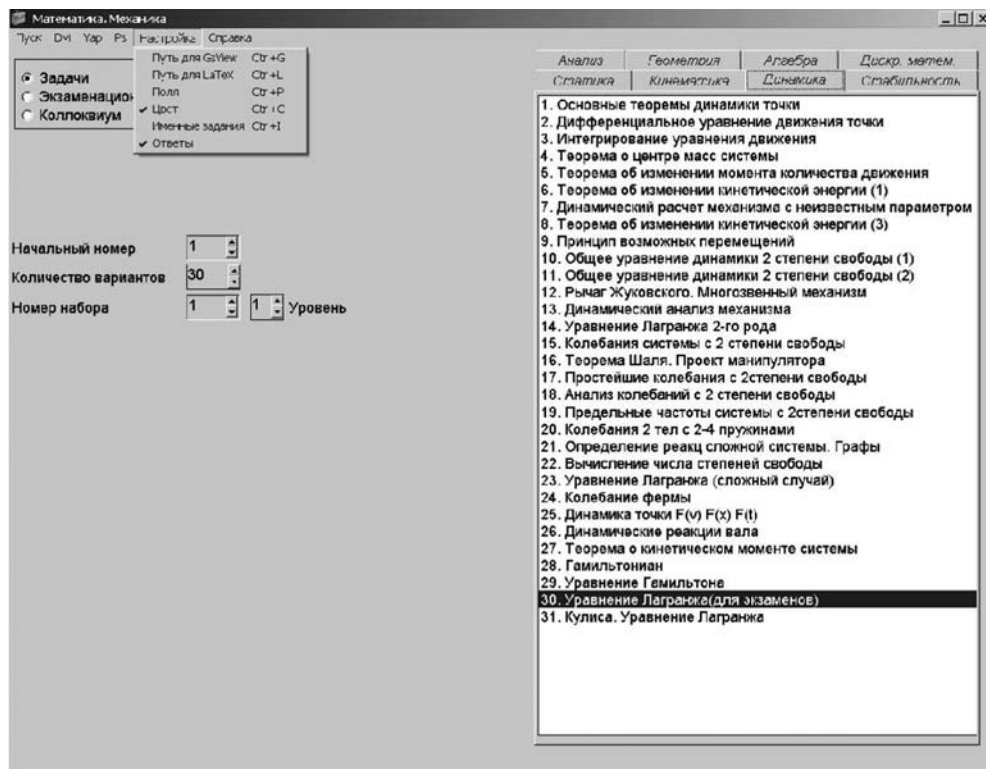 Математика. Механика
Пуск Dvi Yap Ps Настройка Справка
Путь для GsView Ctr+G
Путь для LaTeX Ctr+L
Поля Ctr+P
Цвет Ctr+C
Именные задания Ctr+I
Ответы
Задачи
Экзаменацион
Коллоквиум
Начальный номер 1
Количество вариантов 30
Номер набора 1 1 Уровень
Анализ Геометрия Алгебра Дискр. матем.
Статика Кинематика Динамика Стабильность
1. Основные теоремы динамики точки
2. Дифференциальное уравнение движения точки
3. Интегрирование уравнения движения
4. Теорема о центре масс системы
5. Теорема об изменении момента количества движения
6. Теорема об изменении кинетической энергии (1)
7. Динамический расчет механизма с неизвестным параметром
8. Теорема об изменении кинетической энергии (3)
9. Принцип возможных перемещений
10. Общее уравнение динамики 2 степени свободы (1)
11. Общее уравнение динамики 2 степени свободы (2)
12. Рычаг Жуковского. Многозвенный механизм
13. Динамический анализ механизма
14. Уравнение Лагранжа 2-го рода
15. Колебания системы с 2 степени свободы
16. Теорема Шаля. Проект манипулятора
17. Простейшие колебания с 2степени свободы
18. Анализ колебаний с 2 степени свободы
19. Предельные частоты системы с 2степени свободы
20. Колебания 2 тел с 2-4 пружинами
21. Определение реакц сложной системы. Графы
22. Вычисление числа степеней свободы
23. Уравнение Лагранжа (сложный случай)
24. Колебание фермы
25. Динамика точки F(v) F(x) F(t)
26. Динамические реакции вала
27. Теорема о кинетическом моменте системы
28. Гамильтониан
29. Уравнение Гамильтона
30. Уравнение Лагранжа(для экзаменов)
31. Кулиса. Уравнение Лагранжа